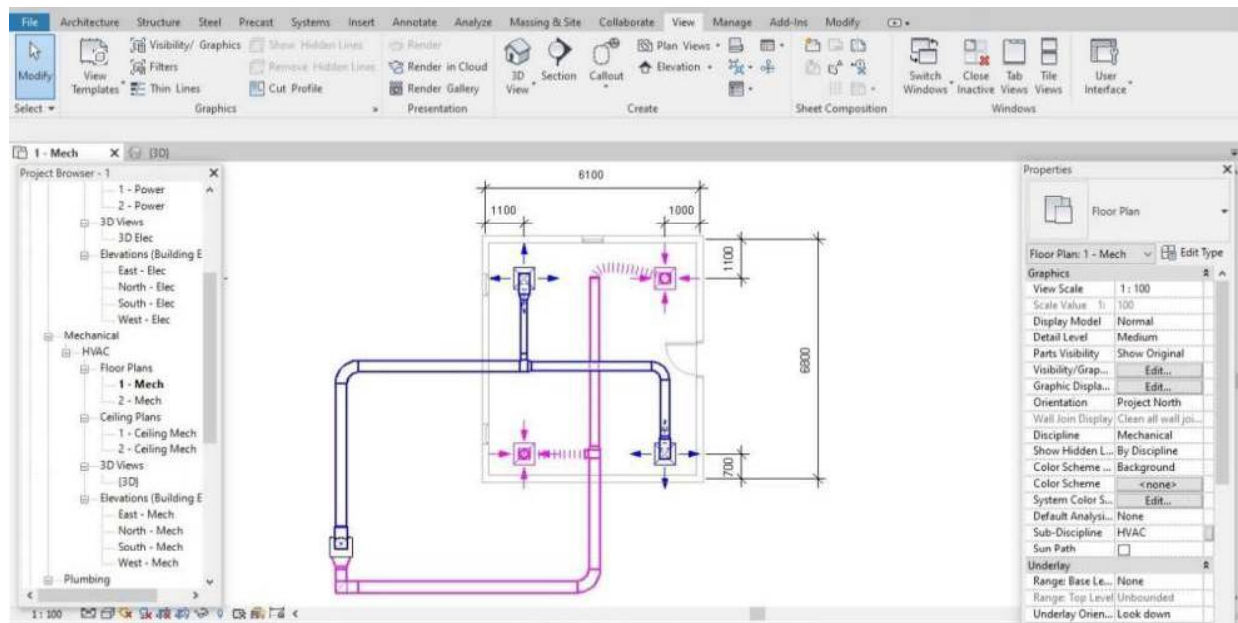 File Architecture Structure Steel Precast Systems Insert Annotate Analyze Massing & Site Collaborate View Manage Add-Ins Modify
Modify
Select
View Templates
Visibility/ Graphics
Filters
Thin Lines
Show Hidden Lines
Remove Hidden Lines
Cut Profile
Graphics
Render
Render in Cloud
Render Gallery
Presentation
3D View
Section
Callout
Plan Views
Elevation
Create
Sheet Composition
Switch Windows
Close Inactive
Tab Views
Tile Views
Windows
User Interface
1 - Mech X {3D}
Project Browser - 1 X
1 - Power
2 - Power
3D Views
3D Elec
Elevations (Building E
East - Elec
North - Elec
South - Elec
West - Elec
Mechanical
HVAC
Floor Plans
1 - Mech
2 - Mech
Ceiling Plans
1 - Ceiling Mech
2 - Ceiling Mech
3D Views
{3D}
Elevations (Building E
East - Mech
North - Mech
South - Mech
West - Mech
Plumbing
6100
1100
1000
1100
6800
700
Properties X
Floor Plan
Floor Plan: 1 - Mech Edit Type
Graphics
View Scale 1 : 100
Scale Value 1: 100
Display Model Normal
Detail Level Medium
Parts Visibility Show Original
Visibility/Grap... Edit...
Graphic Displa... Edit...
Orientation Project North
Wall Join Display Clean all wall joi...
Discipline Mechanical
Show Hidden L... By Discipline
Color Scheme ... Background
Color Scheme <none>
System Color S... Edit...
Default Analysi... None
Sub-Discipline HVAC
Sun Path
Underlay
Range: Base Le... None
Range: Top Level Unbounded
Underlay Orien... Look down
1 : 100